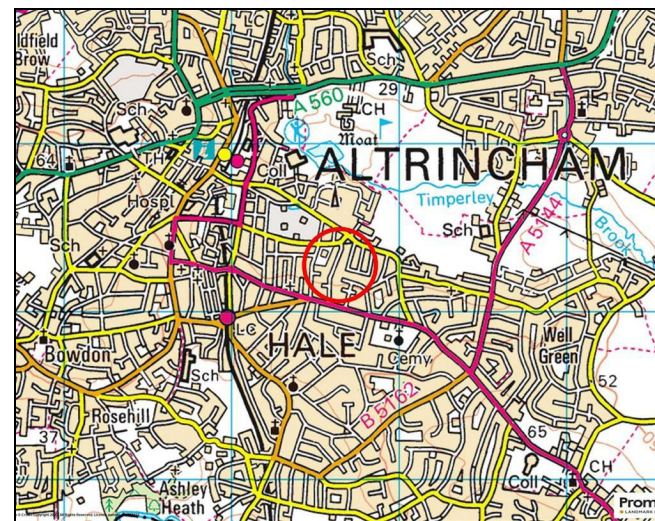 ldfield
Brow
C
Sch
Sch
A 560
29
CH
Moat
64
TH
Coll
ALTRINCHAM
Timperley
Hospl
Sch
A 5144
Brook
Sch
LC
HALE
Cemy
Well
Green
Bowdon
Sch
B 5162
52
Rosehill
37
65
Coll
CH
Ashley
Heath
Prom
LANDMARK